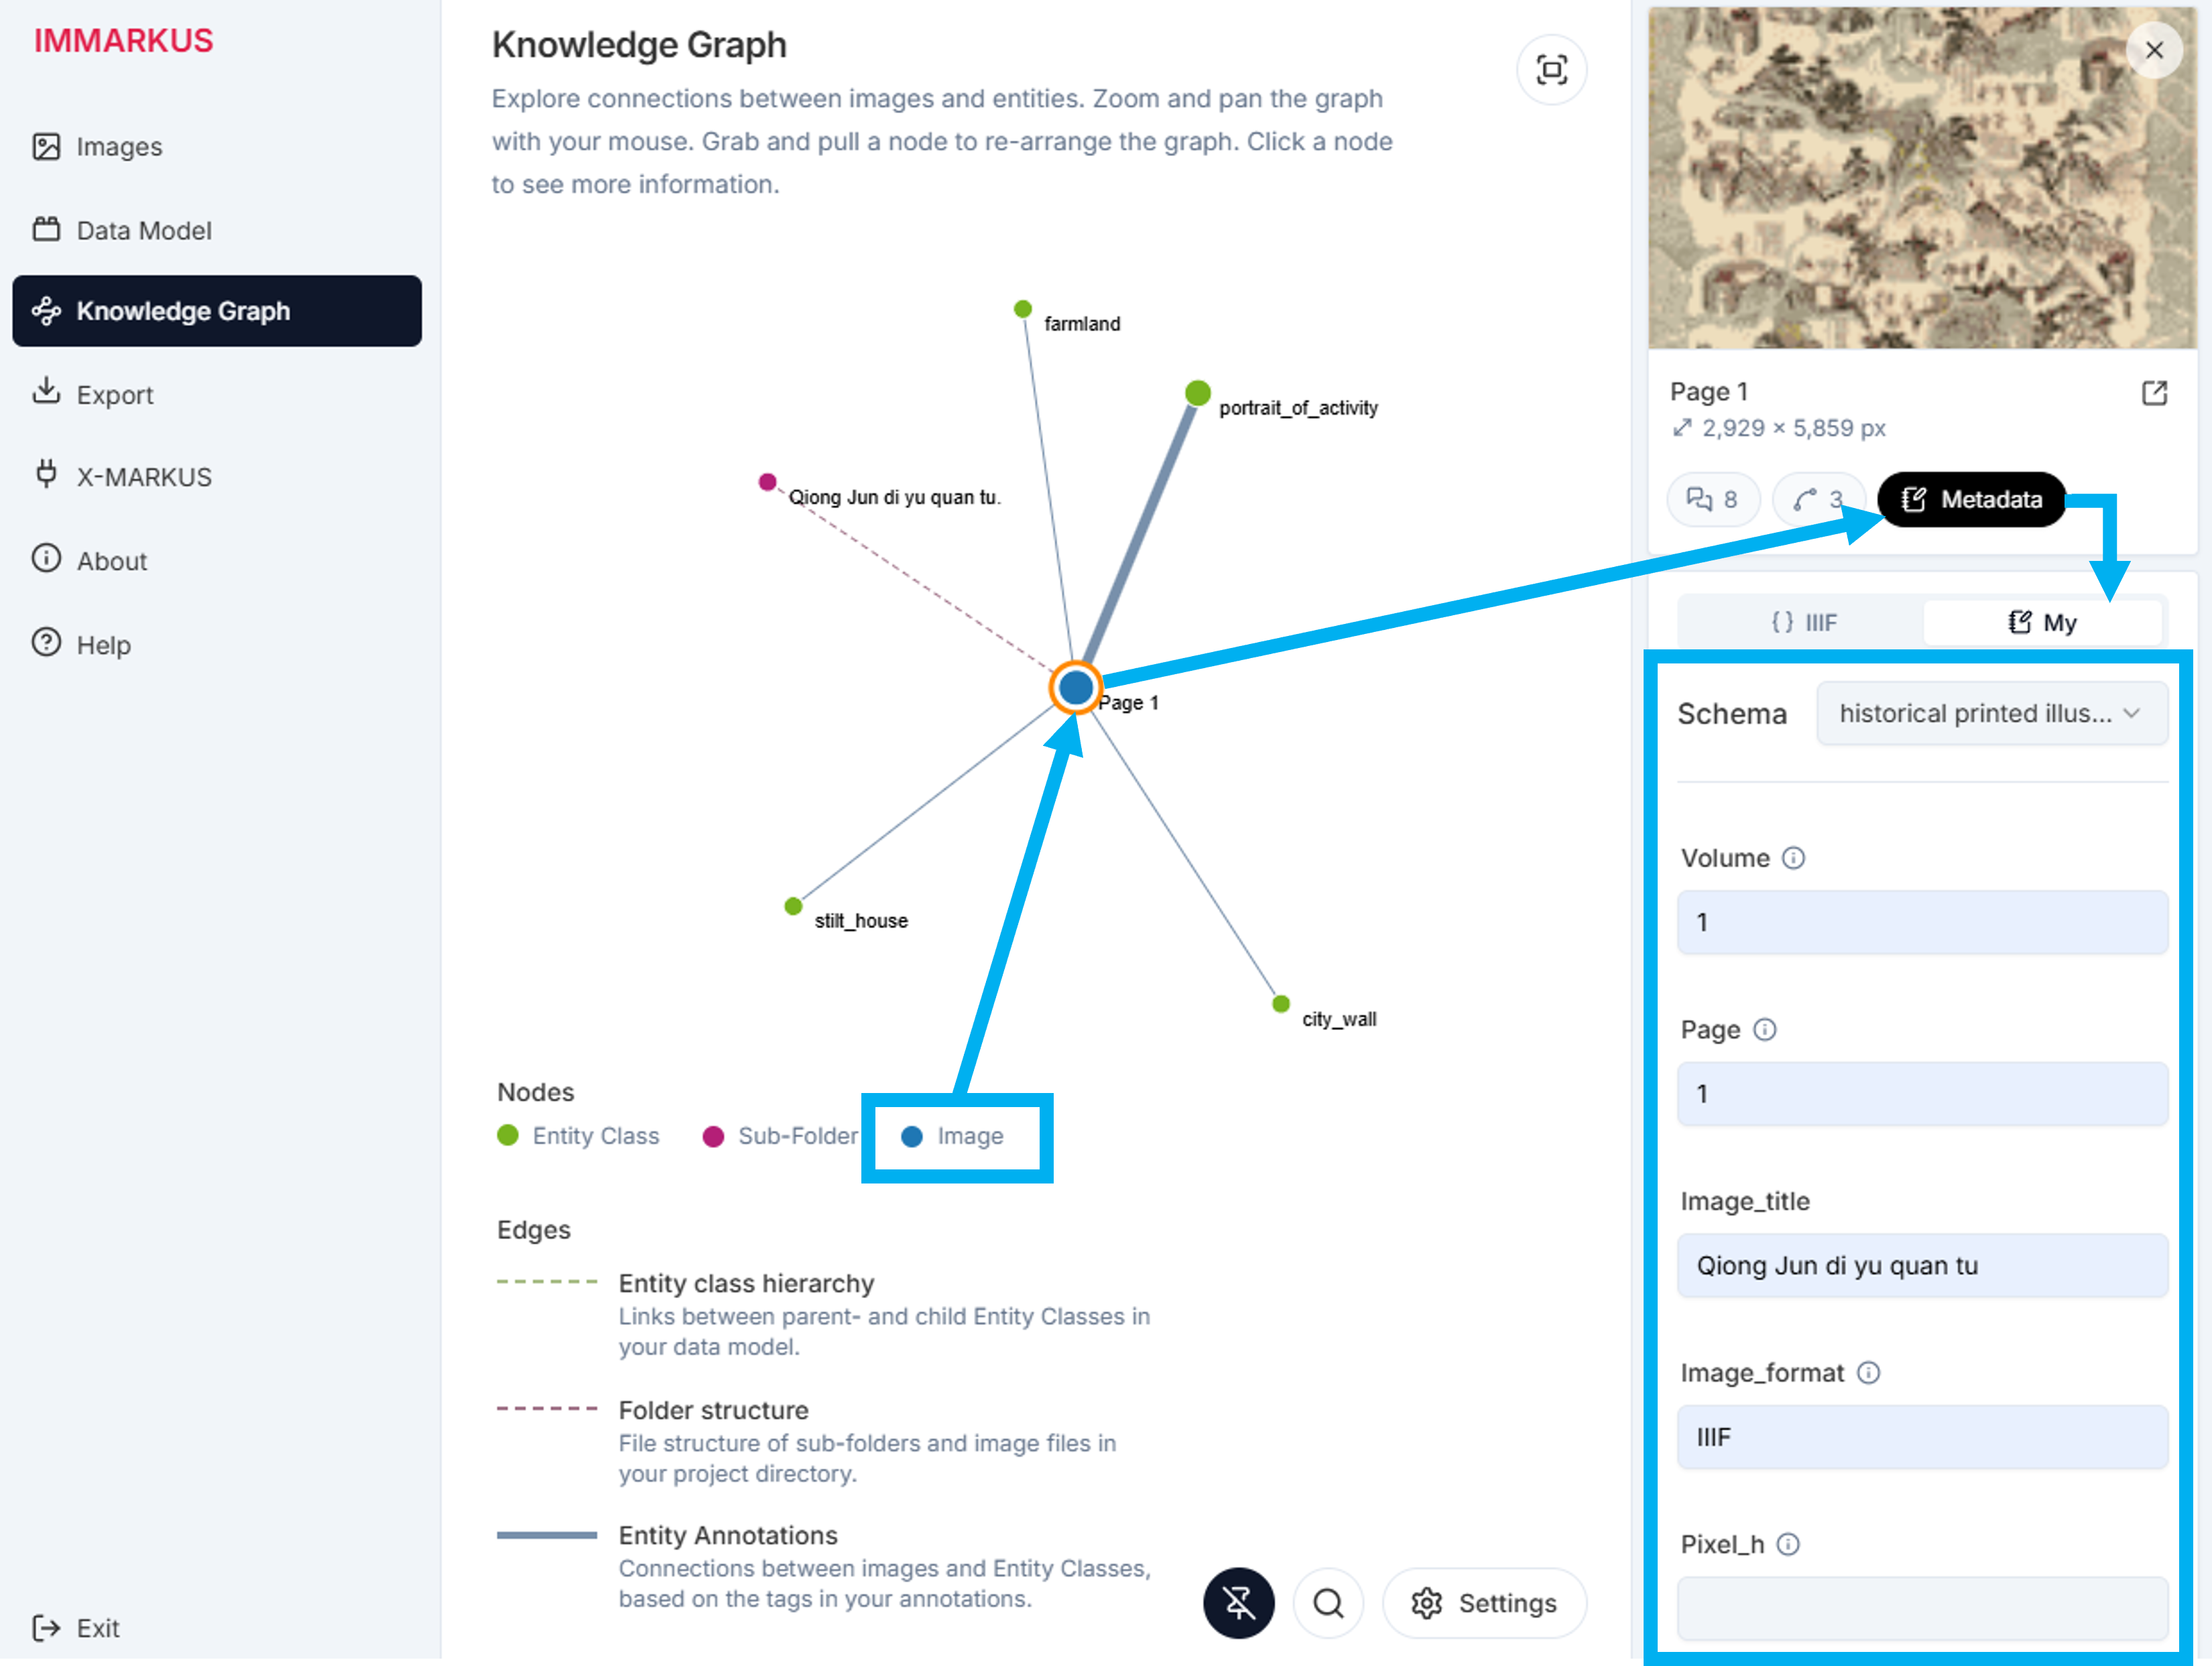 IMMARKUS
Images
Data Model
Knowledge Graph
Export
X-MARKUS
About
Help
Exit
Knowledge Graph
Explore connections between images and entities. Zoom and pan the graph
with your mouse. Grab and pull a node to re-arrange the graph. Click a node
to see more information.
farmland
portrait_of_activity
Qiong Jun di yu quan tu.
Page 1
stilt_house
city_wall
Nodes
Entity Class
Sub-Folder
Image
Edges
Entity class hierarchy
Links between parent- and child Entity Classes in
your data model.
Folder structure
File structure of sub-folders and image files in
your project directory.
Entity Annotations
Connections between images and Entity Classes,
based on the tags in your annotations.
Settings
Page 1
2,929 × 5,859 px
8
3
Metadata
IIIF
My
Schema
historical printed illus...
Volume
1
Page
1
Image_title
Qiong Jun di yu quan tu
Image_format
IIIF
Pixel_h